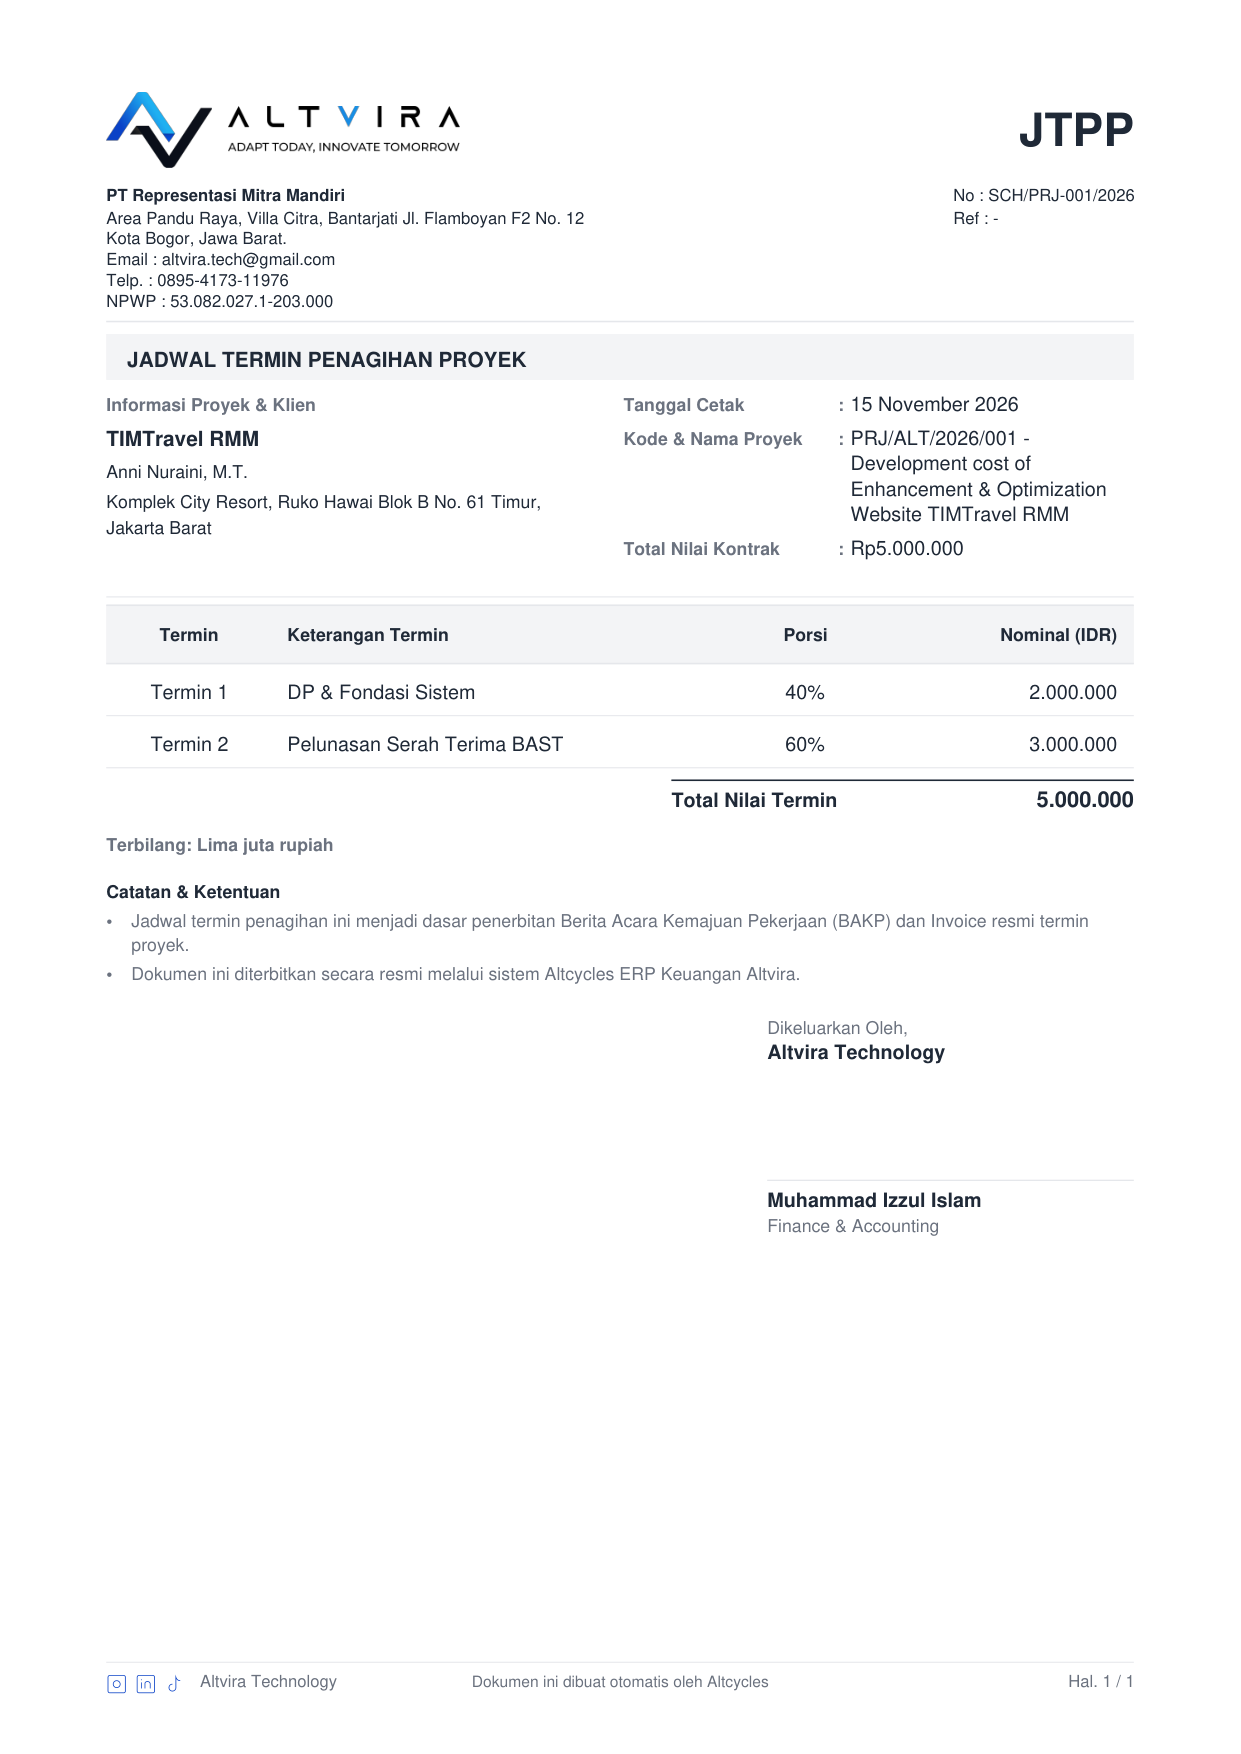 ALTVIRA
ADAPT TODAY, INNOVATE TOMORROW
JTPP
PT Representasi Mitra Mandiri
Area Pandu Raya, Villa Citra, Bantarjati Jl. Flamboyan F2 No. 12
Kota Bogor, Jawa Barat.
Email : altvira.tech@gmail.com
Telp. : 0895-4173-11976
NPWP : 53.082.027.1-203.000
No : SCH/PRJ-001/2026
Ref : -
JADWAL TERMIN PENAGIHAN PROYEK
Informasi Proyek & Klien
TIMTravel RMM
Anni Nuraini, M.T.
Komplek City Resort, Ruko Hawai Blok B No. 61 Timur,
Jakarta Barat
Tanggal Cetak : 15 November 2026
Kode & Nama Proyek : PRJ/ALT/2026/001 -
Development cost of
Enhancement & Optimization
Website TIMTravel RMM
Total Nilai Kontrak : Rp5.000.000
Termin Keterangan Termin Porsi Nominal (IDR)
Termin 1 DP & Fondasi Sistem 40% 2.000.000
Termin 2 Pelunasan Serah Terima BAST 60% 3.000.000
Total Nilai Termin 5.000.000
Terbilang: Lima juta rupiah
Catatan & Ketentuan
• Jadwal termin penagihan ini menjadi dasar penerbitan Berita Acara Kemajuan Pekerjaan (BAKP) dan Invoice resmi termin
proyek.
• Dokumen ini diterbitkan secara resmi melalui sistem Altcycles ERP Keuangan Altvira.
Dikeluarkan Oleh,
Altvira Technology
Muhammad Izzul Islam
Finance & Accounting
Altvira Technology Dokumen ini dibuat otomatis oleh Altcycles Hal. 1 / 1